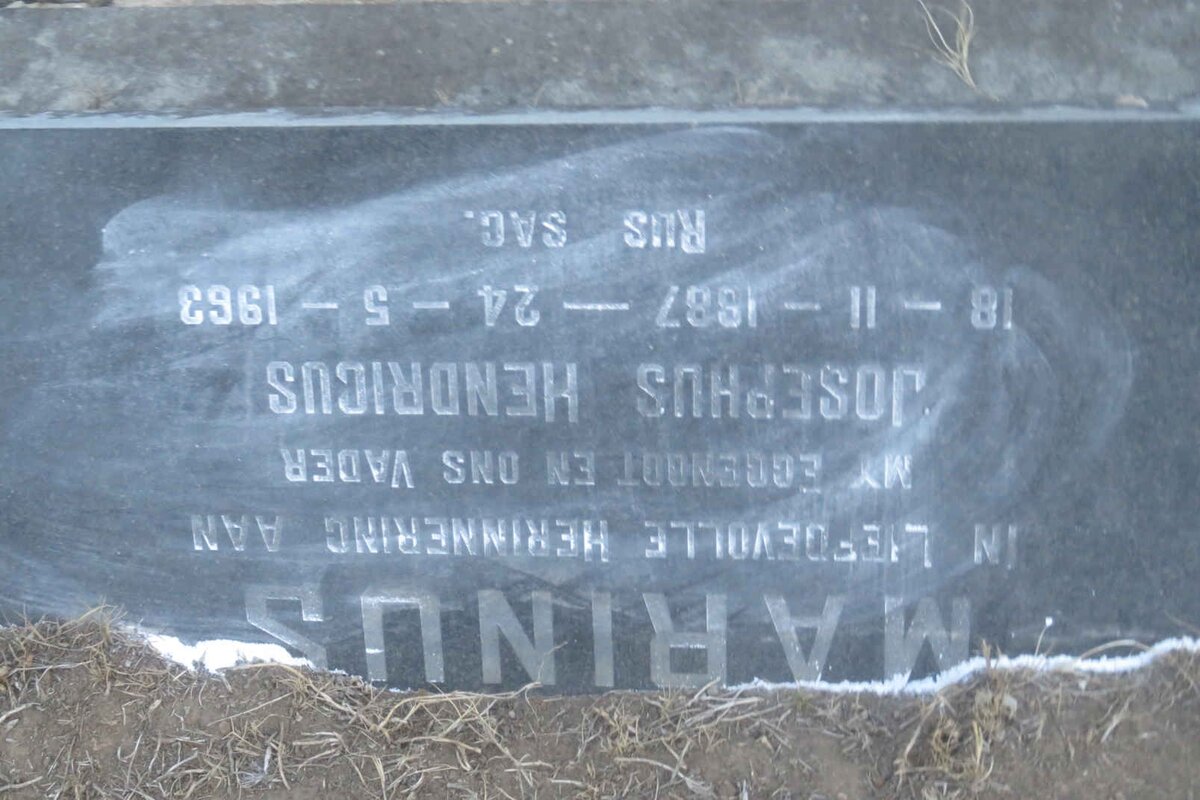 MARINUS
IN LIEFDEVOLLE HERINNERING AAN
MY EGGENOOT EN ONS VADER
JOSEPHUS HENDRICUS
18 – 11 – 1887 — 24 – 5 – 1963
RUS SAG.